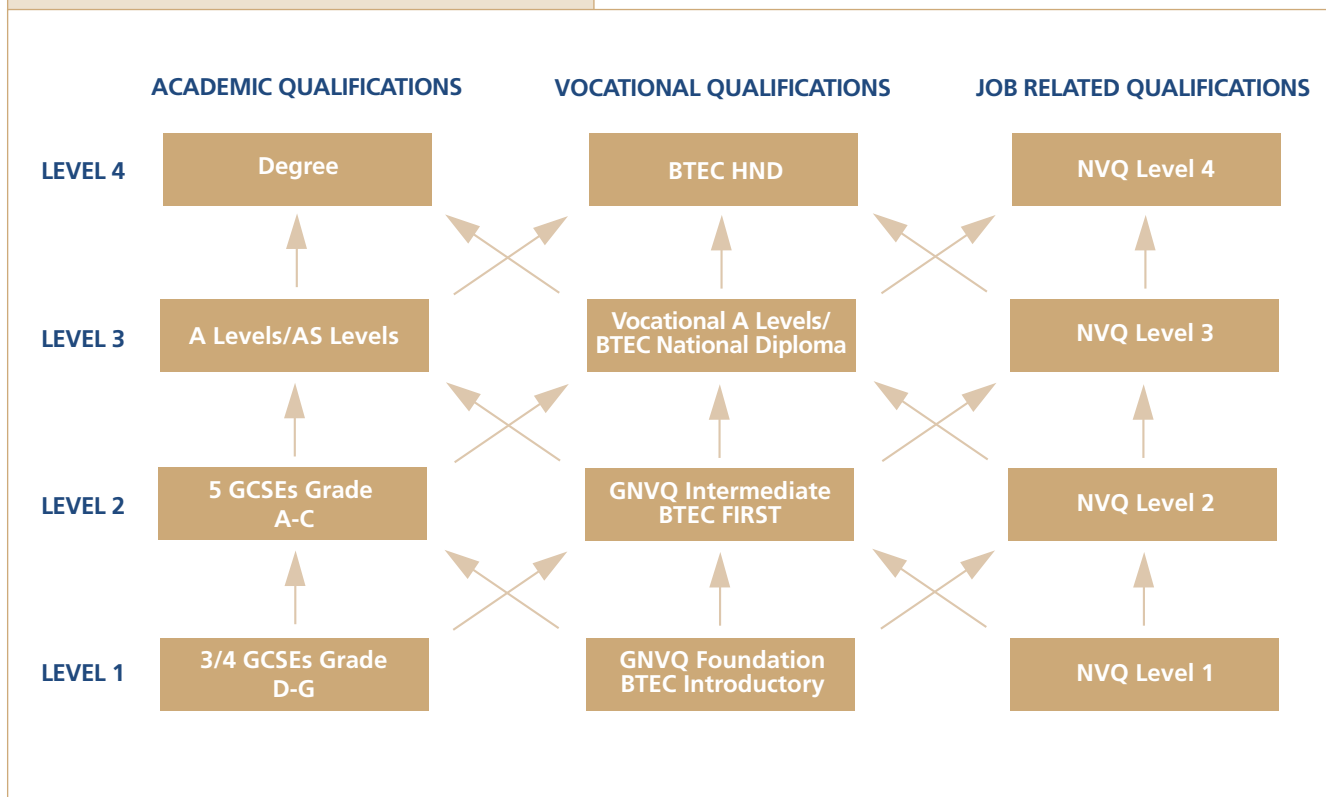 ACADEMIC QUALIFICATIONS
VOCATIONAL QUALIFICATIONS
JOB RELATED QUALIFICATIONS
LEVEL 4
Degree
BTEC HND
NVQ Level 4
LEVEL 3
A Levels/AS Levels
Vocational A Levels/
BTEC National Diploma
NVQ Level 3
LEVEL 2
5 GCSEs Grade
A-C
GNVQ Intermediate
BTEC FIRST
NVQ Level 2
LEVEL 1
3/4 GCSEs Grade
D-G
GNVQ Foundation
BTEC Introductory
NVQ Level 1